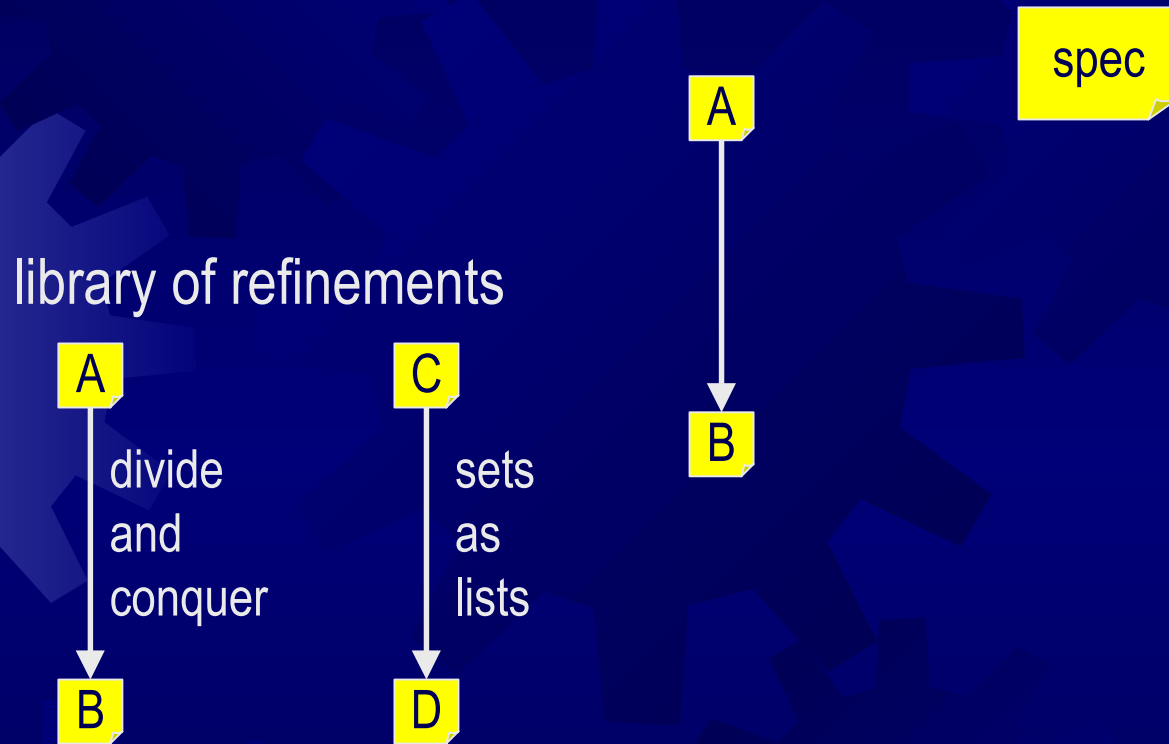 spec
A
B
library of refinements
A
divide
and
conquer
B
C
sets
as
lists
D